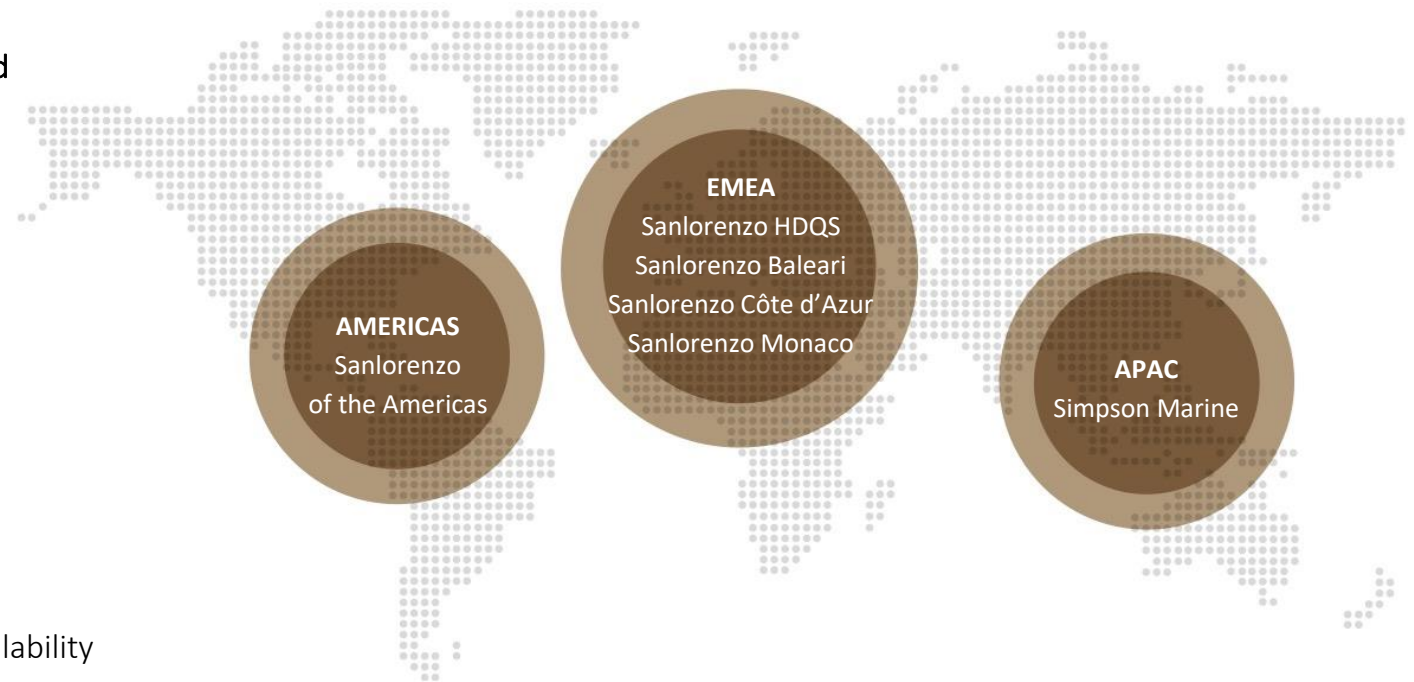 d
EMEA
Sanlorenzo HDQS
Sanlorenzo Baleari
Sanlorenzo Côte d’Azur
Sanlorenzo Monaco
AMERICAS
Sanlorenzo
of the Americas
APAC
Simpson Marine
lability